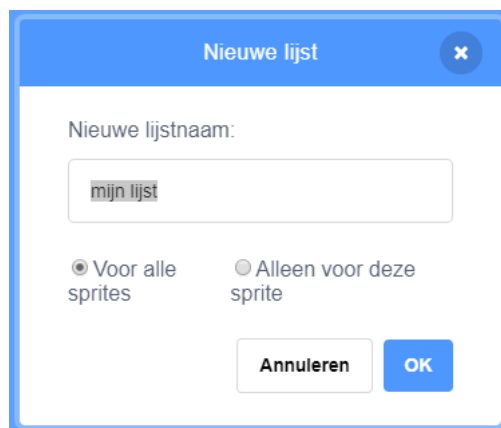 Nieuwe lijst
Nieuwe lijstnaam:
mijn lijst
Voor alle
sprites
Alleen voor deze
sprite
Annuleren
OK